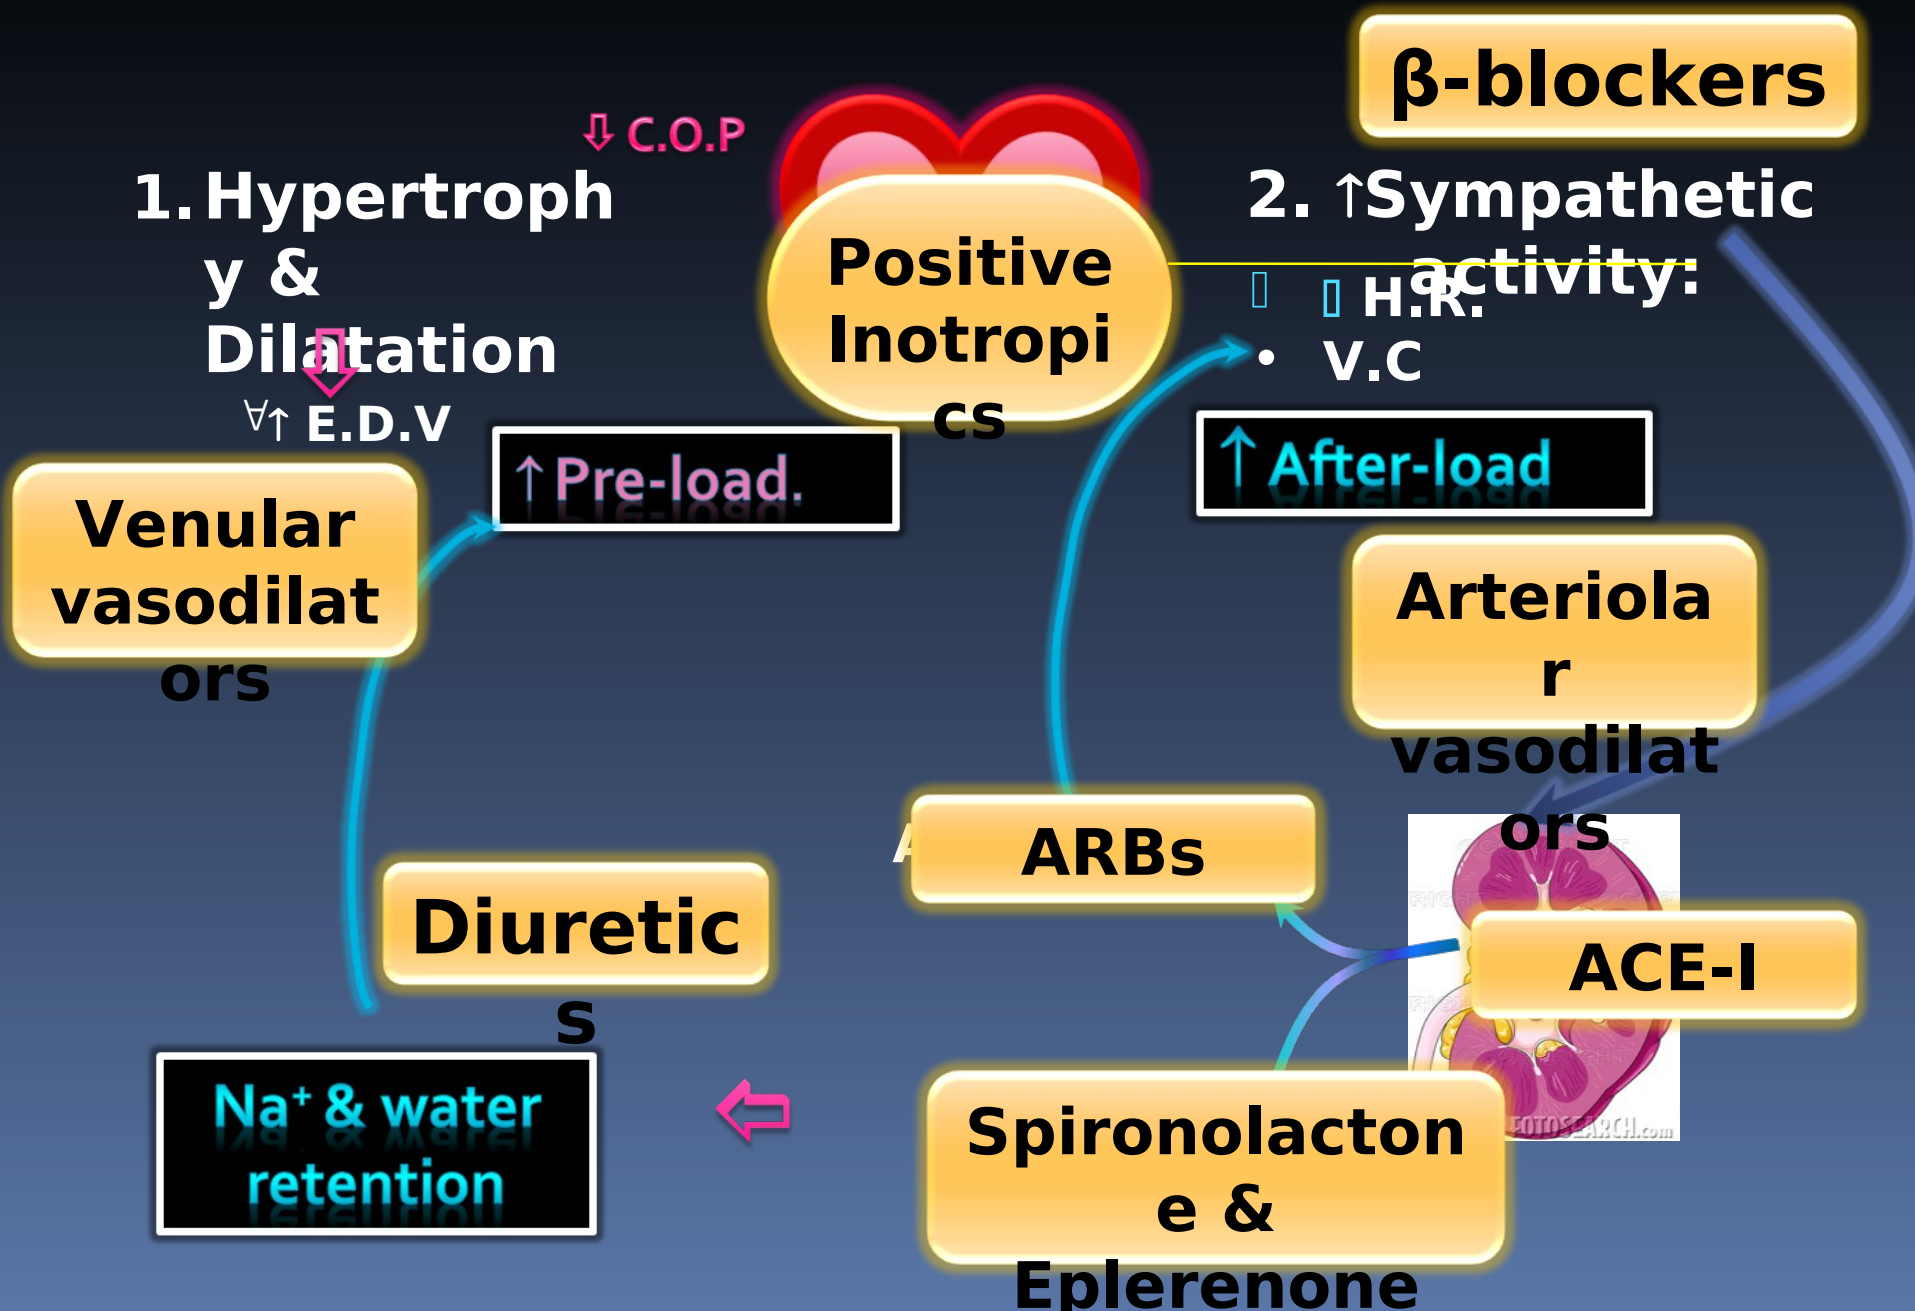 β-blockers
⇩ C.O.P
1. Hypertroph
y &
Dilatation
∀↑ E.D.V
Positive
Inotropi
cs
2. ↑Sympathetic
activity:
H.R.
• V.C
↑ Pre-load.
↑ After-load
Venular
vasodilat
ors
Arteriola
r
vasodilat
ors
A
ARBs
Diuretic
s
ACE-I
Na⁺ & water
retention
Spironolacton
e &
Eplerenone
FOTOSEARCH.com